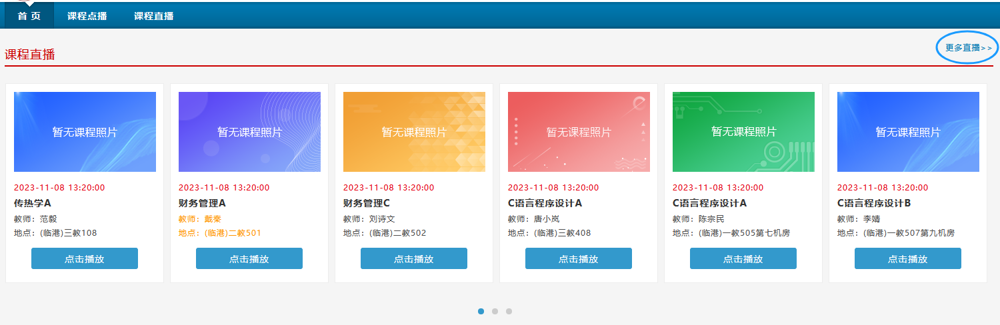 首 页 课程点播 课程直播
课程直播
更多直播>>
暂无课程照片
2023-11-08 13:20:00
传热学A
教师：范毅
地点：(临港)三教108
点击播放
暂无课程照片
2023-11-08 13:20:00
财务管理A
教师：戴秦
地点：(临港)二教501
点击播放
暂无课程照片
2023-11-08 13:20:00
财务管理C
教师：刘诗文
地点：(临港)二教502
点击播放
暂无课程照片
2023-11-08 13:20:00
C语言程序设计A
教师：唐小岚
地点：(临港)三教408
点击播放
暂无课程照片
2023-11-08 13:20:00
C语言程序设计A
教师：陈宗民
地点：(临港)一教505第七机房
点击播放
暂无课程照片
2023-11-08 13:20:00
C语言程序设计B
教师：李婧
地点：(临港)一教507第九机房
点击播放